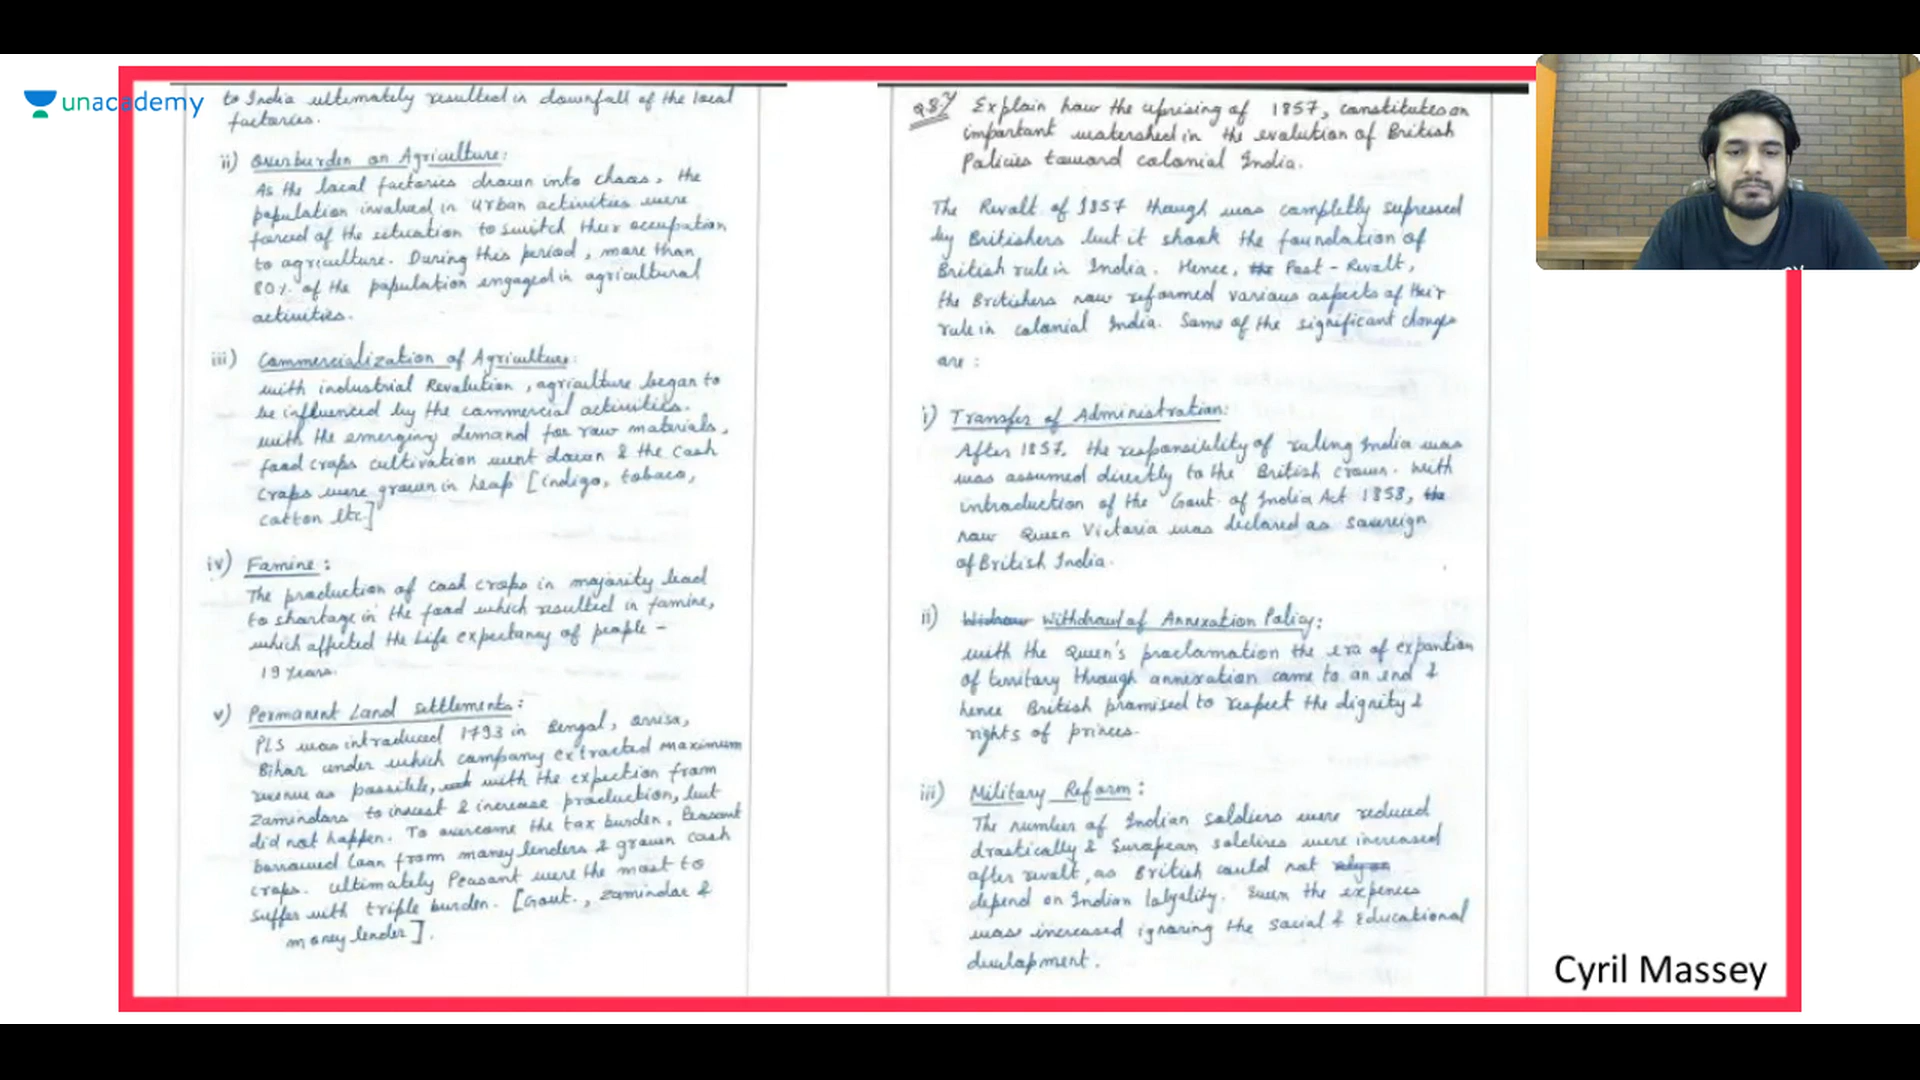 unacademy
to India ultimately resulted in downfall of the local
factories.
ii) Overburden on Agriculture:
As the local factories drawn into chaos, the
population involved in urban activities were
forced of the situation to switch their occupation
to agriculture. During this period, more than
80% of the population engaged in agricultural
activities.
iii) Commercialization of Agriculture:
with industrial Revolution, agriculture began to
be influenced by the commercial activities.
with the emerging demand for raw materials,
food crops cultivation went down & the cash
crops were grown in heap [indigo, tobaco,
cotton etc.]
iv) Famine:
The production of cash crops in majority lead
to shortage in the food which resulted in famine,
which affected the life expectancy of people -
19 years.
v) Permanent Land Settlements:
PLS was introduced 1793 in Bengal, Orrisa,
Bihar under which company extracted maximum
revenue as possible, with the expection from
zamindars to invest & increase production, but
did not happen. To overcome the tax burden, Peasant
borrowed loan from money lenders & grown cash
crops. ultimately Peasant were the most to
suffer with triple burden. [Govt., zamindar &
money lender].
Q8.) Explain how the uprising of 1857, constitutes an
important watershed in the evolution of British
Policies toward colonial India.
The Revolt of 1857 though was completly supressed
by Britishers but it shook the foundation of
British rule in India. Hence, the Post-Revolt,
the Britishers now reformed various aspects of their
rule in colonial India. Some of the significant changes
are:
i) Transfer of Administration:
After 1857, the responsibility of ruling India was
was assumed directly to the British crown. With
introduction of the Govt. of India Act 1858, the
now Queen Victoria was declared as sovereign
of British India.
ii) Widraw Withdrawl of Annexation Policy:
with the Queen's proclamation the era of expantion
of territary through annexation came to an end &
hence British promised to respect the dignity &
rights of princes.
iii) Military Reform:
The number of Indian soldiers were reduced
drastically & European soldires were increased
after revolt, as British could not rely on
depend on Indian lolyality. Even the expences
was increased ignoring the social & Educational
development.
Cyril Massey